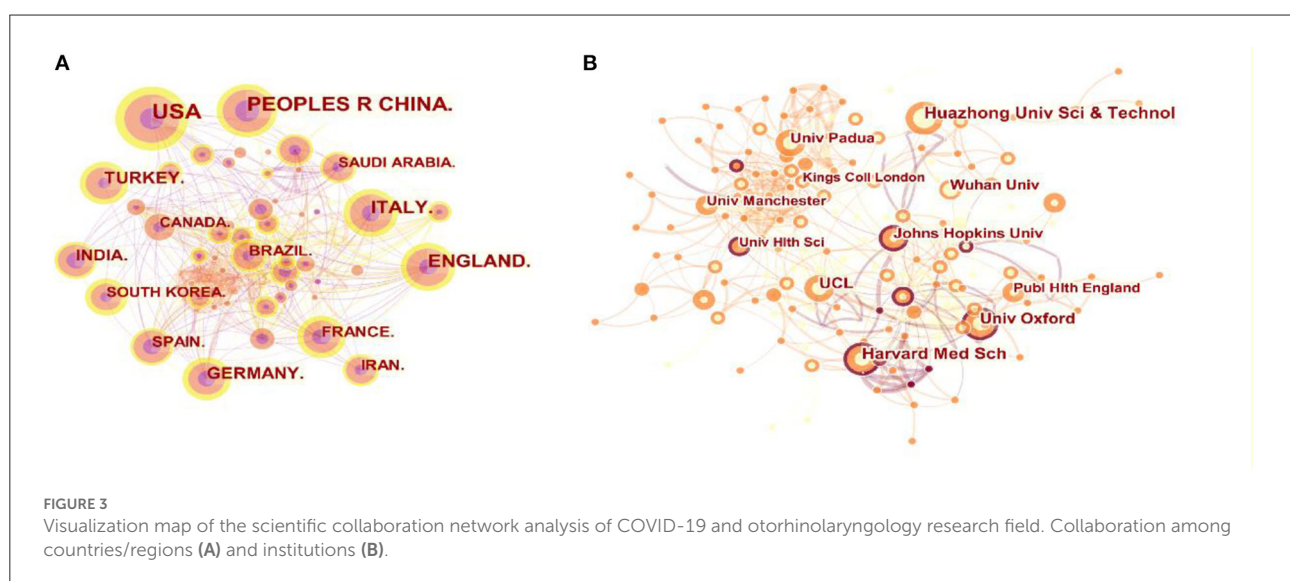 A
B
USA
PEOPLES R CHINA.
SAUDI ARABIA.
TURKEY.
ITALY.
CANADA.
INDIA.
BRAZIL.
ENGLAND.
SOUTH KOREA.
SPAIN.
FRANCE.
GERMANY.
IRAN.
Huazhong Univ Sci & Technol
Univ Padua
Kings Coll London
Wuhan Univ
Univ Manchester
Univ Hlth Sci
Johns Hopkins Univ
UCL
Publ Hlth England
Univ Oxford
Harvard Med Sch
FIGURE 3
Visualization map of the scientific collaboration network analysis of COVID-19 and otorhinolaryngology research field. Collaboration among
countries/regions (A) and institutions (B).